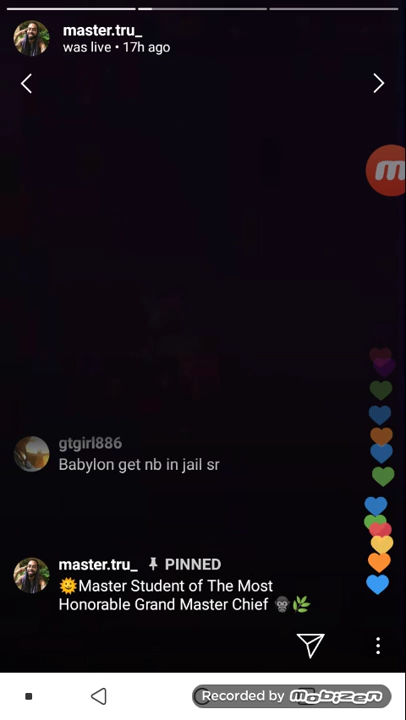 master.tru_
was live • 17h ago
gtgirl886
Babylon get nb in jail sr
master.tru_ PINNED
🌞Master Student of The Most
Honorable Grand Master Chief
Recorded by mobizen